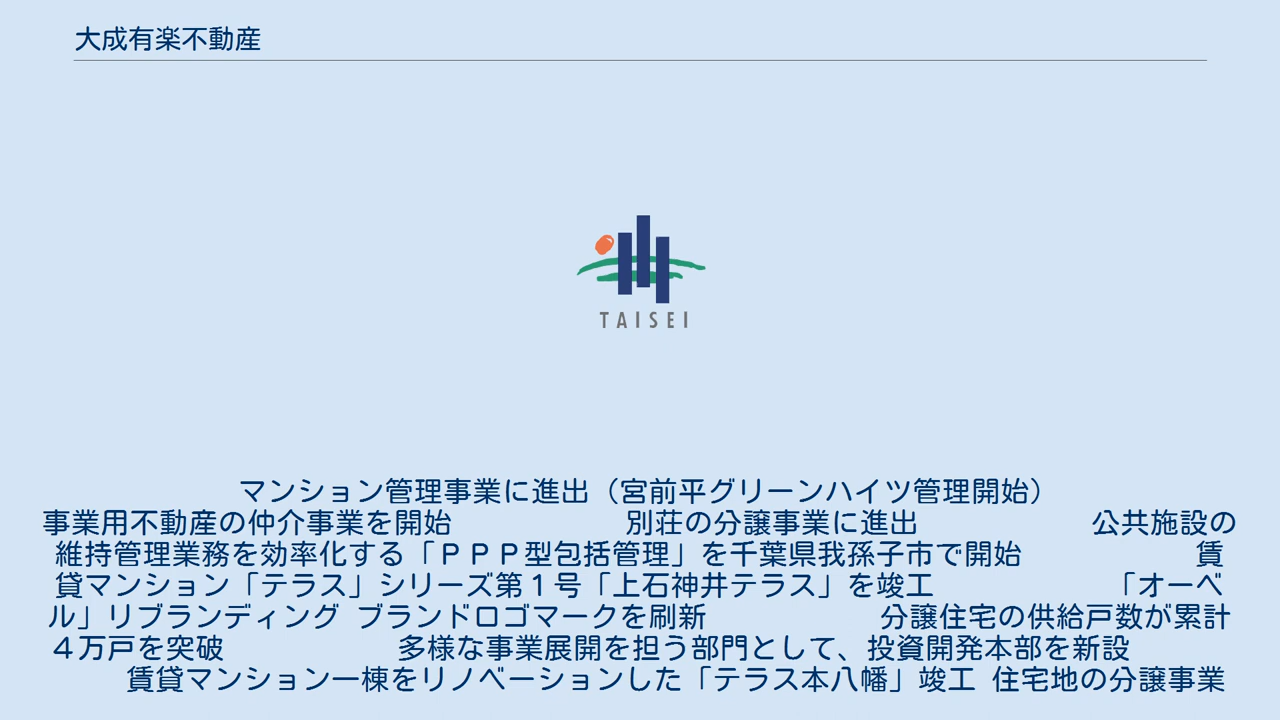 大成有楽不動産
TAISEI
マンション管理事業に進出（宮前平グリーンハイツ管理開始）
事業用不動産の仲介事業を開始 別荘の分譲事業に進出 公共施設の
維持管理業務を効率化する「ＰＰＰ型包括管理」を千葉県我孫子市で開始 賃
貸マンション「テラス」シリーズ第１号「上石神井テラス」を竣工 「オーベ
ル」リブランディング ブランドロゴマークを刷新 分譲住宅の供給戸数が累計
４万戸を突破 多様な事業展開を担う部門として、投資開発本部を新設
賃貸マンション一棟をリノベーションした「テラス本八幡」竣工 住宅地の分譲事業